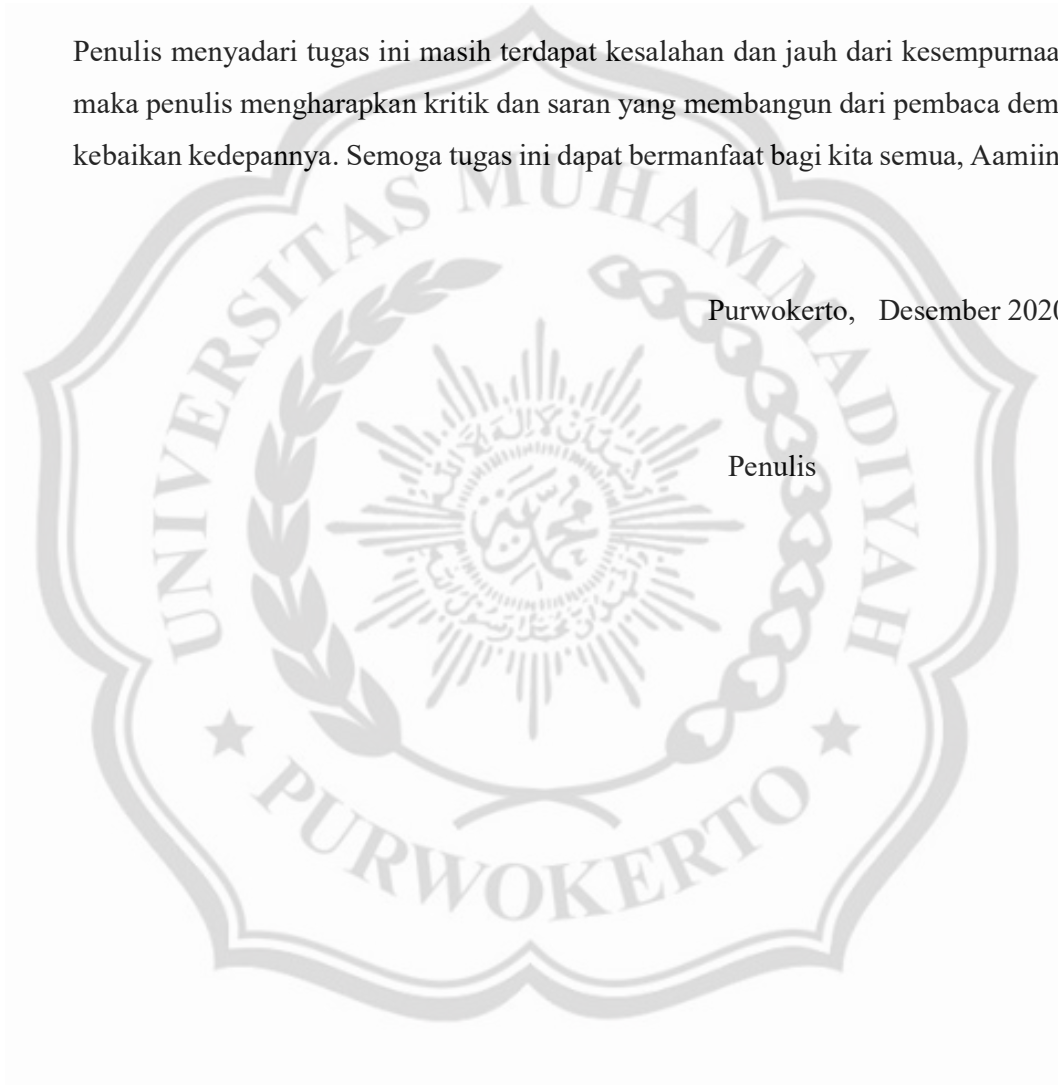 Penulis menyadari tugas ini masih terdapat kesalahan dan jauh dari kesempurnaa
maka penulis mengharapkan kritik dan saran yang membangun dari pembaca dem
kebaikan kedepannya. Semoga tugas ini dapat bermanfaat bagi kita semua, Aamiin
Purwokerto, Desember 2020
Penulis
UNIVERSITAS MUHAMMADIYAH
PURWOKERTO